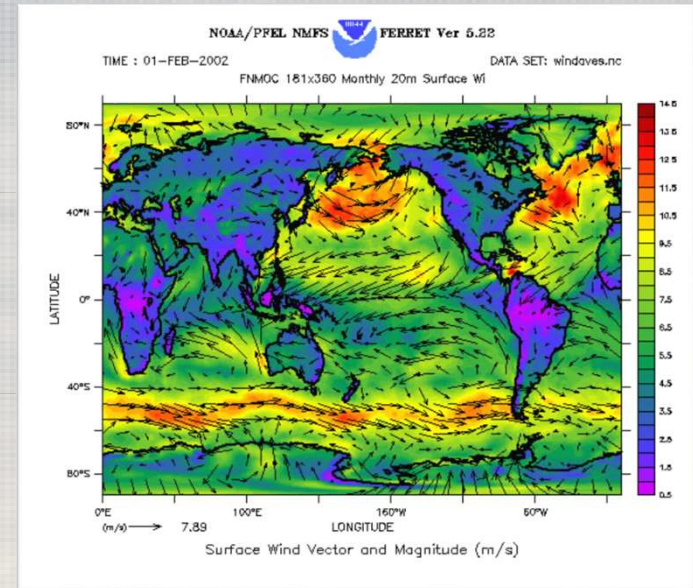 NOAA/PFEL NMFS FERRET Ver 5.22
TIME : 01-FEB-2002 DATA SET: windaves.nc
FNMOC 181x360 Monthly 20m Surface Wi
LATITUDE
80°N
40°N
0°
40°S
80°S
14.5
13.5
12.5
11.5
10.5
9.5
8.5
7.5
6.5
5.5
4.5
3.5
2.5
1.5
0.5
0°E 100°E 160°W 60°W
(m/s) 7.89 LONGITUDE
Surface Wind Vector and Magnitude (m/s)